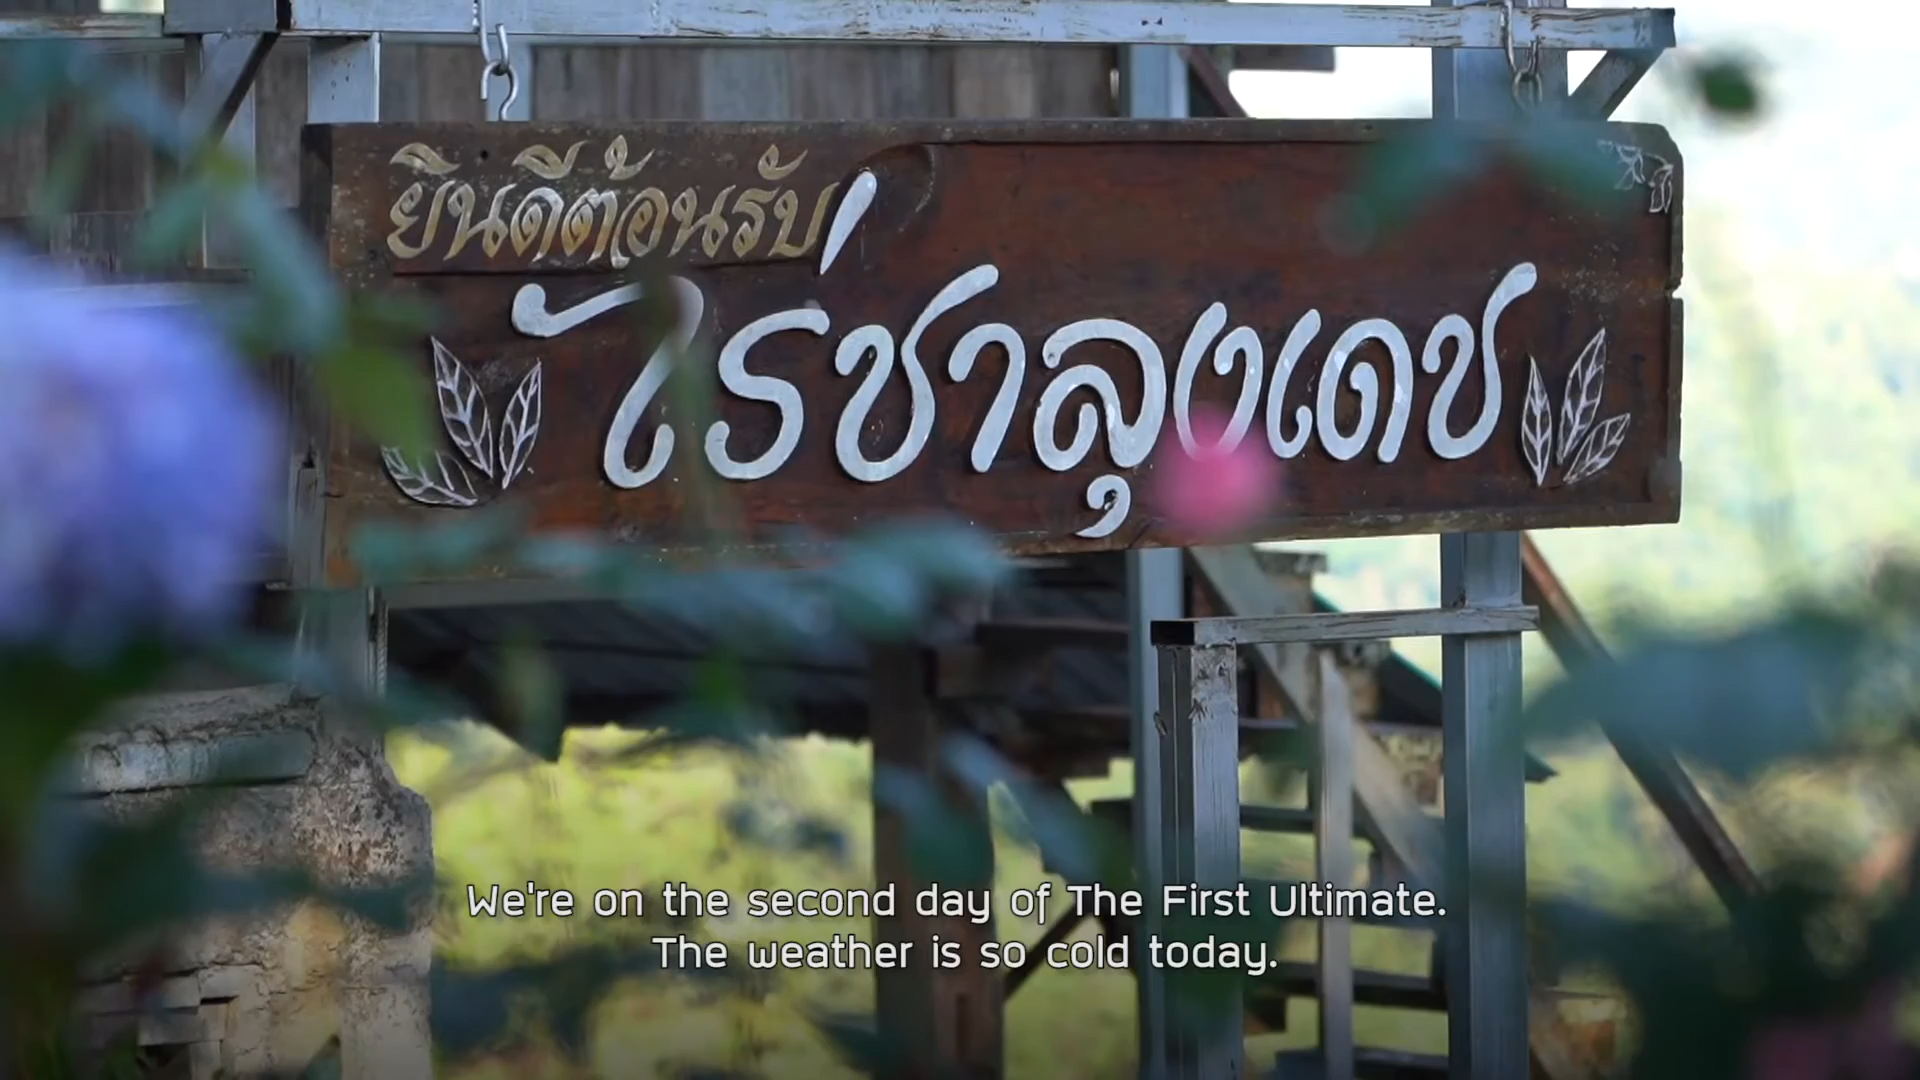 ยินดีต้อนรับ
ไร่ชาลุงเดช
We're on the second day of The First Ultimate.
The weather is so cold today.